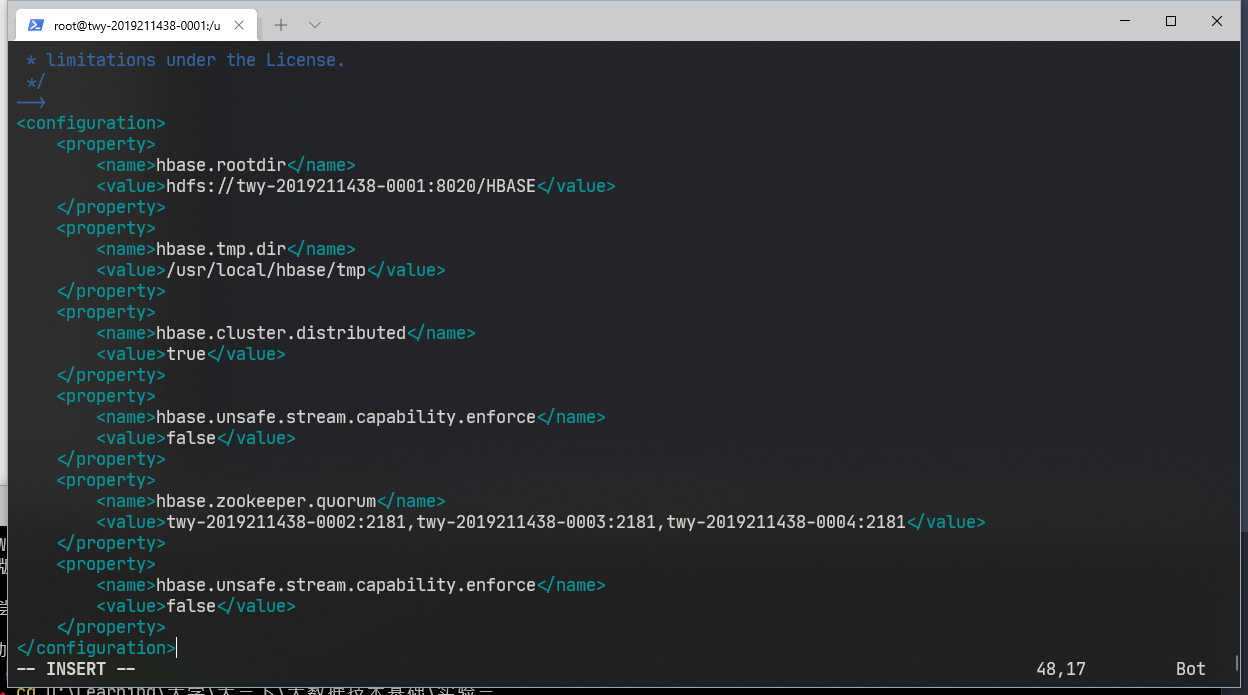 root@twy-2019211438-0001:/u
* limitations under the License.
*/
-->
<configuration>
<property>
<name>hbase.rootdir</name>
<value>hdfs://twy-2019211438-0001:8020/HBASE</value>
</property>
<property>
<name>hbase.tmp.dir</name>
<value>/usr/local/hbase/tmp</value>
</property>
<property>
<name>hbase.cluster.distributed</name>
<value>true</value>
</property>
<property>
<name>hbase.unsafe.stream.capability.enforce</name>
<value>false</value>
</property>
<property>
<name>hbase.zookeeper.quorum</name>
<value>twy-2019211438-0002:2181,twy-2019211438-0003:2181,twy-2019211438-0004:2181</value>
</property>
<property>
<name>hbase.unsafe.stream.capability.enforce</name>
<value>false</value>
</property>
</configuration>
-- INSERT -- 48,17 Bot